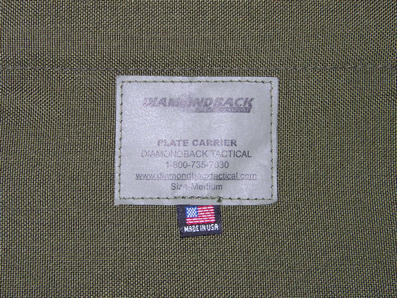 DIAMONDBACK
PLATE CARRIER
DIAMONDBACK TACTICAL
1-800-735-7030
www.diamondbacktactical.com
Size-Medium
MADE IN USA